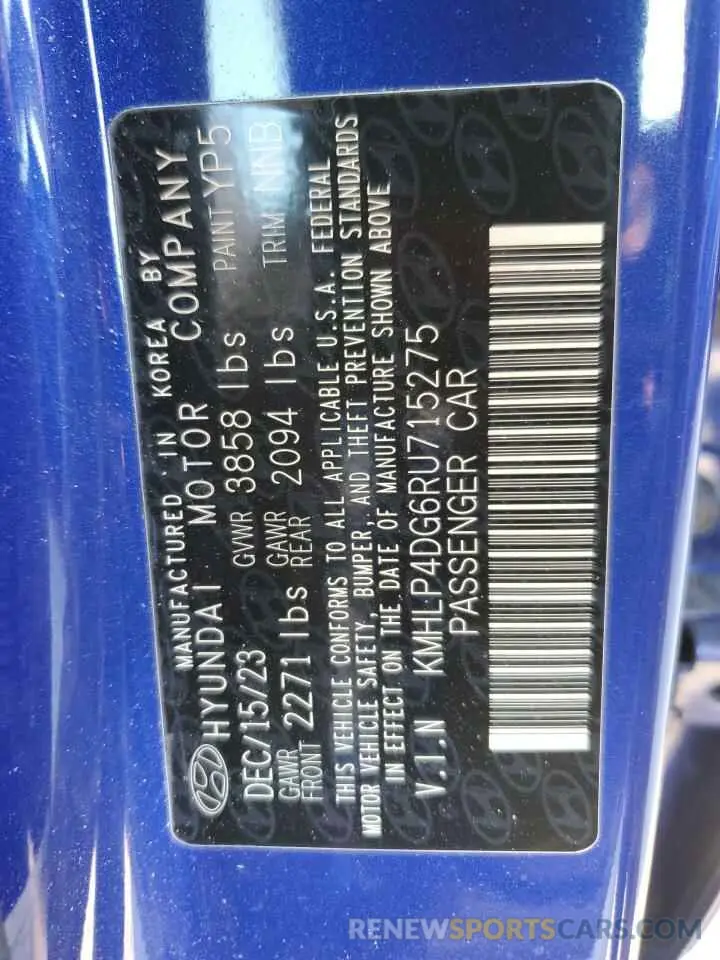 MANUFACTURED IN KOREA BY
HYUNDAI MOTOR COMPANY
DEC/15/23 GVWR 3858 lbs PAINT YP5
GAWR FRONT 2271 lbs GAWR REAR 2094 lbs TRIM NNB
THIS VEHICLE CONFORMS TO ALL APPLICABLE U.S.A. FEDERAL
MOTOR VEHICLE SAFETY, BUMPER, AND THEFT PREVENTION STANDARDS
IN EFFECT ON THE DATE OF MANUFACTURE SHOWN ABOVE
V.I.N KMHLP4DG6RU715275
PASSENGER CAR
RENEWSPORTSCARS.COM